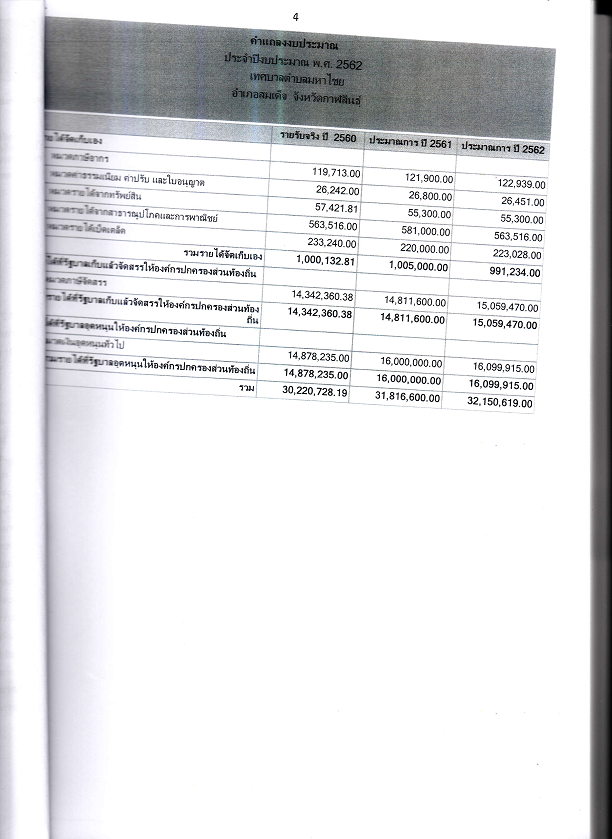 4
คำแถลงงบประมาณ
ประจำปีงบประมาณ พ.ศ. 2562
เทศบาลตำบลมหาไชย
อำเภอสมเด็จ จังหวัดกาฬสินธุ์
รายรับจริง ปี 2560 ประมาณการ ปี 2561 ประมาณการ ปี 2562
รายได้จัดเก็บเอง
หมวดภาษีอากร 119,713.00 121,900.00 122,939.00
หมวดค่าธรรมเนียม ค่าปรับ และใบอนุญาต 26,242.00 26,800.00 26,451.00
หมวดรายได้จากทรัพย์สิน 57,421.81 55,300.00 55,300.00
หมวดรายได้จากสาธารณูปโภคและการพาณิชย์ 563,516.00 581,000.00 563,516.00
หมวดรายได้เบ็ดเตล็ด 233,240.00 220,000.00 223,028.00
รวมรายได้จัดเก็บเอง 1,000,132.81 1,005,000.00 991,234.00
ได้ที่รัฐบาลเก็บแล้วจัดสรรให้องค์กรปกครองส่วนท้องถิ่น
หมวดภาษีจัดสรร 14,342,360.38 14,811,600.00 15,059,470.00
รายได้ที่รัฐบาลเก็บแล้วจัดสรรให้องค์กรปกครองส่วนท้อง
ถิ่น 14,342,360.38 14,811,600.00 15,059,470.00
ได้ที่รัฐบาลอุดหนุนให้องค์กรปกครองส่วนท้องถิ่น
หมวดเงินอุดหนุนทั่วไป 14,878,235.00 16,000,000.00 16,099,915.00
รวมรายได้ที่รัฐบาลอุดหนุนให้องค์กรปกครองส่วนท้องถิ่น 14,878,235.00 16,000,000.00 16,099,915.00
รวม 30,220,728.19 31,816,600.00 32,150,619.00